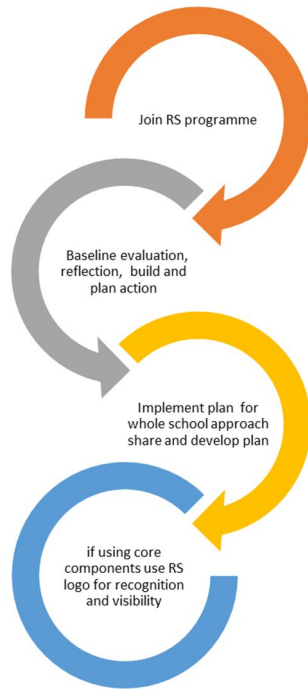 Join RS programme
Baseline evaluation,
reflection, build and
plan action
Implement plan for
whole school approach
share and develop plan
if using core
components use RS
logo for recognition
and visibility